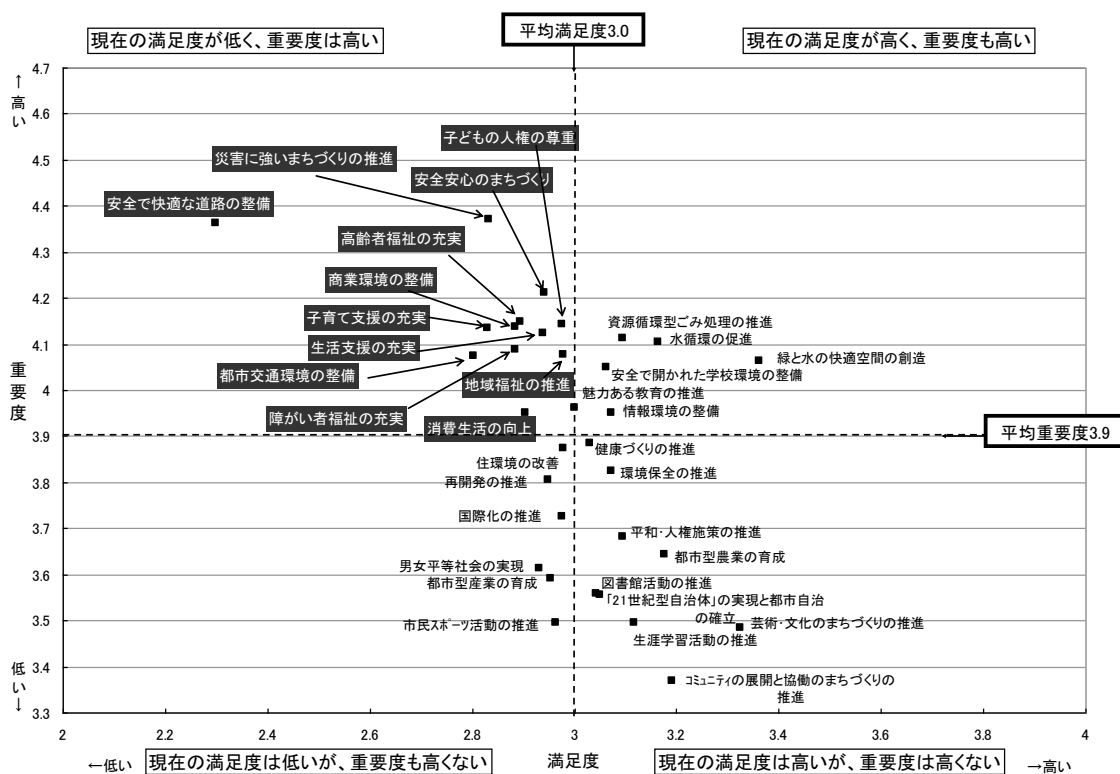 平均満足度3.0
現在の満足度が低く、重要度は高い
現在の満足度が高く、重要度も高い
4.7
4.6
4.5
4.4
4.3
4.2
4.1
4
3.9
3.8
3.7
3.6
3.5
3.4
3.3
↑高い
重要度
低い↓
子どもの人権の尊重
災害に強いまちづくりの推進
安全安心のまちづくり
安全で快適な道路の整備
高齢者福祉の充実
商業環境の整備
子育て支援の充実
生活支援の充実
都市交通環境の整備
地域福祉の推進
障がい者福祉の充実
消費生活の向上
資源循環型ごみ処理の推進
水循環の促進
緑と水の快適空間の創造
安全で開かれた学校環境の整備
魅力ある教育の推進
情報環境の整備
平均重要度3.9
健康づくりの推進
住環境の改善
環境保全の推進
再開発の推進
国際化の推進
平和・人権施策の推進
都市型農業の育成
男女平等社会の実現
都市型産業の育成
図書館活動の推進
「21世紀型自治体」の実現と都市自治
の確立
市民スポーツ活動の推進
芸術・文化のまちづくりの推進
生涯学習活動の推進
コミュニティの展開と協働のまちづくりの
推進
2
2.2
2.4
2.6
2.8
3
3.2
3.4
3.6
3.8
4
←低い
現在の満足度は低いが、重要度も高くない
満足度
現在の満足度は高いが、重要度は高くない
→高い